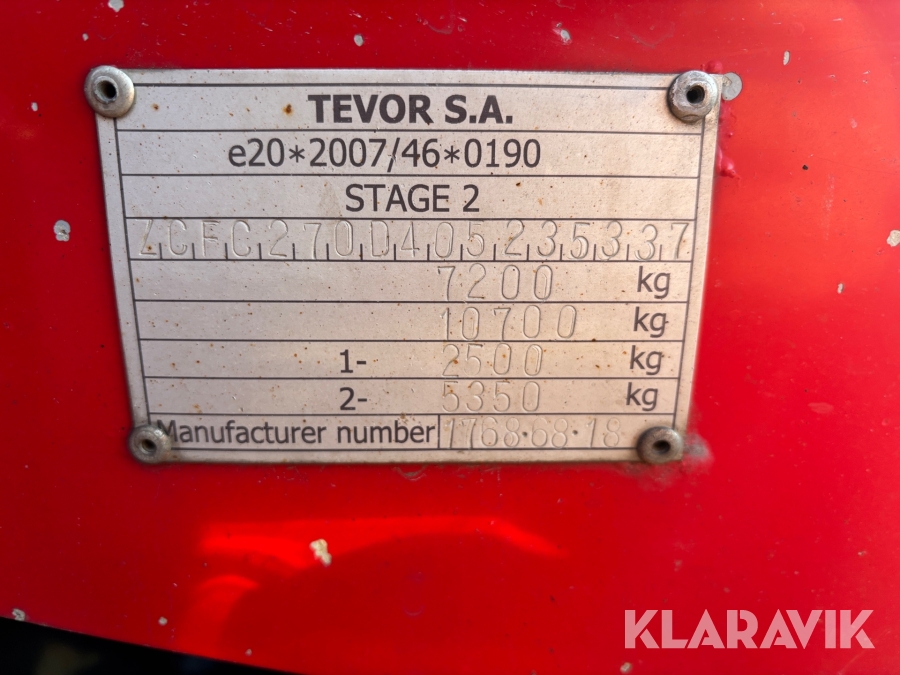 TEVOR S.A.
e20*2007/46*0190
STAGE 2
ZCFC270D405235337
7200 kg
10700 kg
1- 2500 kg
2- 5350 kg
Manufacturer number 1768-68-18
KLARAVIK